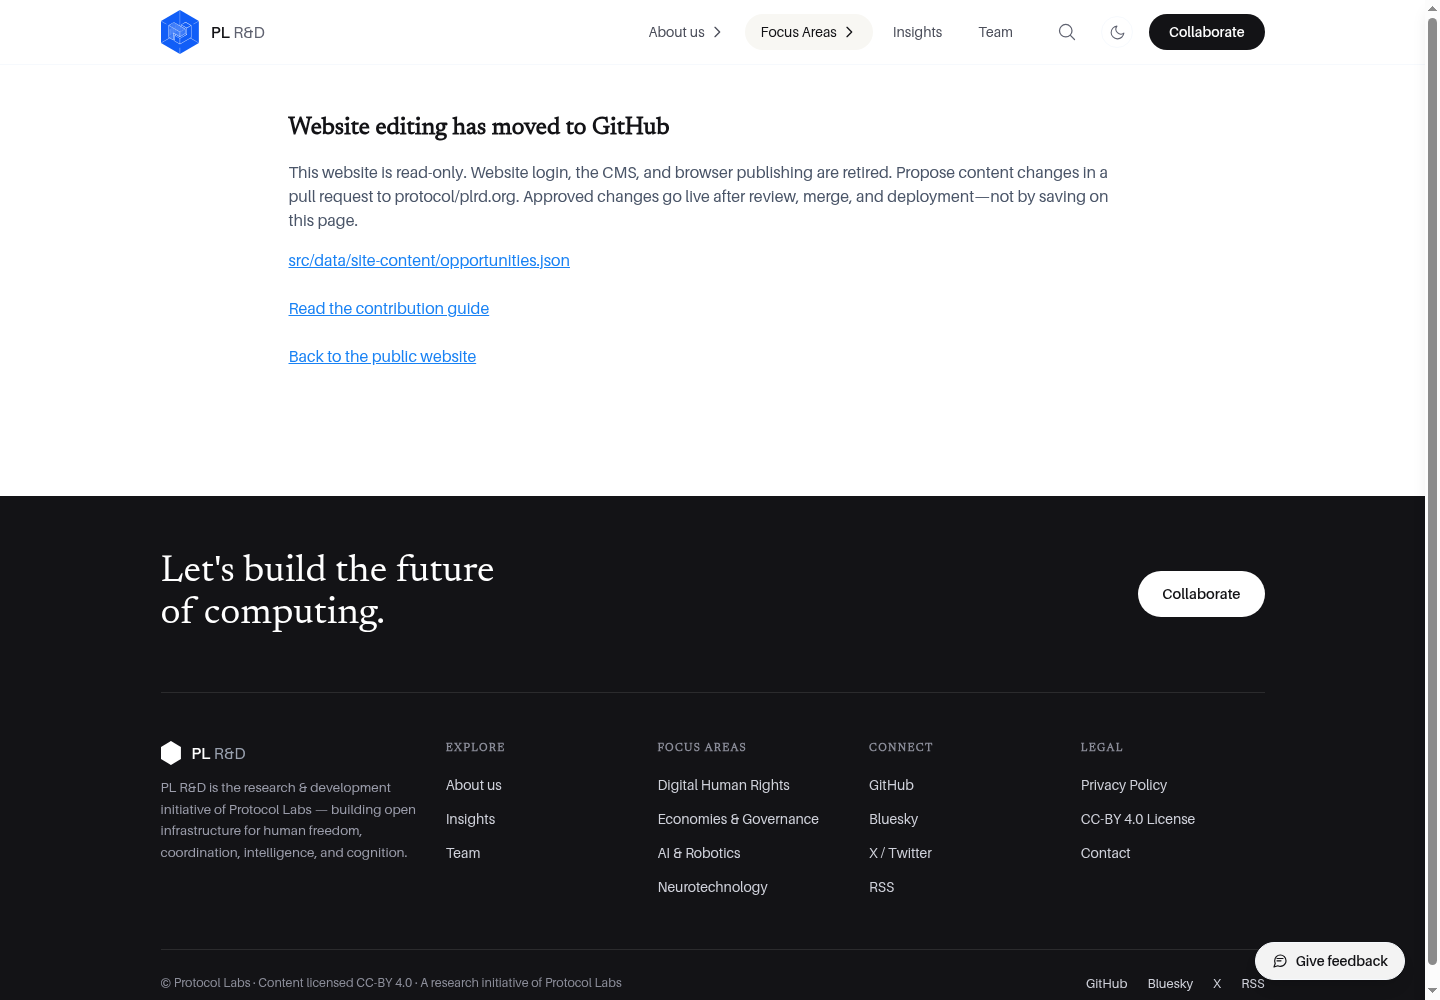 PL R&D
About us
Focus Areas
Insights
Team
Collaborate
Website editing has moved to GitHub
This website is read-only. Website login, the CMS, and browser publishing are retired. Propose content changes in a
pull request to protocol/plrd.org. Approved changes go live after review, merge, and deployment—not by saving on
this page.
src/data/site-content/opportunities.json
Read the contribution guide
Back to the public website
Let's build the future
of computing.
Collaborate
PL R&D
PL R&D is the research & development
initiative of Protocol Labs — building open
infrastructure for human freedom,
coordination, intelligence, and cognition.
EXPLORE
About us
Insights
Team
FOCUS AREAS
Digital Human Rights
Economies & Governance
AI & Robotics
Neurotechnology
CONNECT
GitHub
Bluesky
X / Twitter
RSS
LEGAL
Privacy Policy
CC-BY 4.0 License
Contact
Give feedback
© Protocol Labs · Content licensed CC-BY 4.0 · A research initiative of Protocol Labs
GitHub
Bluesky
X
RSS